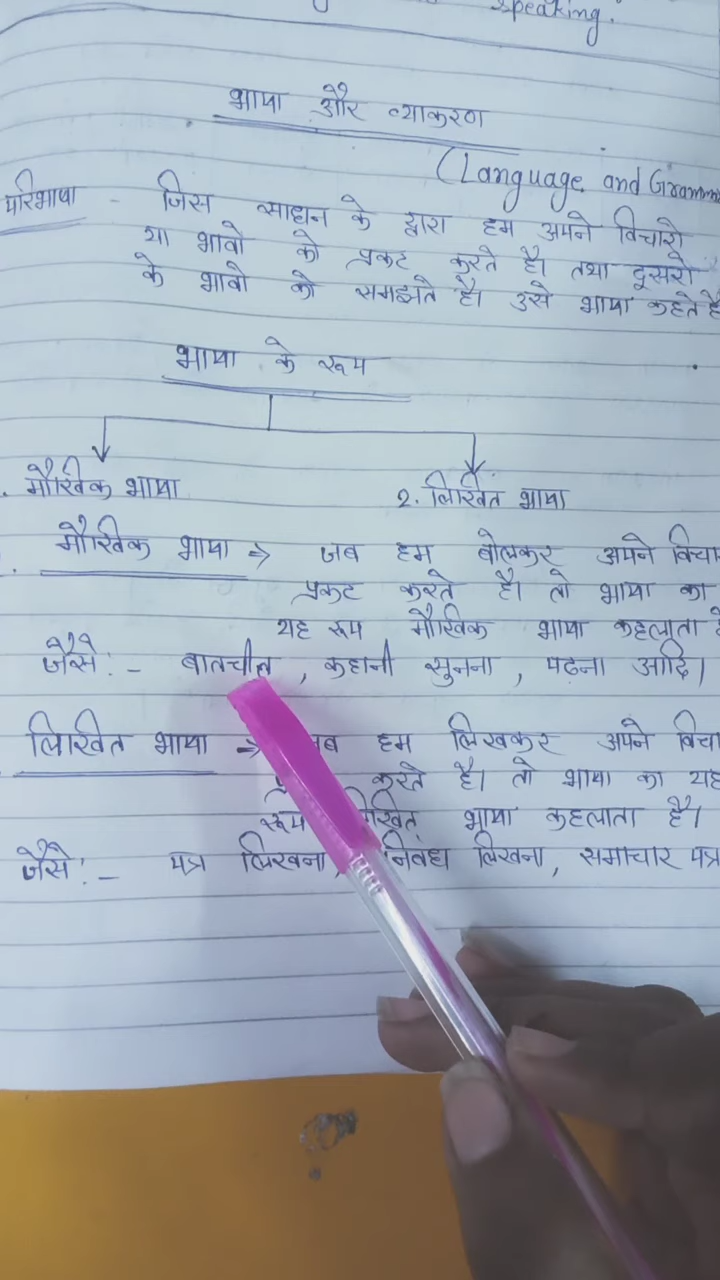 speaking.
भाषा और व्याकरण
(Language and Gramm
परिभाषा - जिस साधन के द्वारा हम अपने विचारो
या भावो को प्रकट करते है। तथा दूसरो
के भावो को समझते है। उसे भाषा कहते है
भाषा के रूप
. मौखिक भाषा 2. लिखित भाषा
मौखिक भाषा ⇒ जब हम बोलकर अपने विचा
प्रकट करते है। तो भाषा का
यह रूप मौखिक भाषा कहलाता है
जैसे:- बातचीत, कहानी सुनना, पढ़ना आदि।
लिखित भाषा → जब हम लिखकर अपने विचा
करते है। तो भाषा का यह
रूप लिखित भाषा कहलाता है।
जैसे:- पत्र लिखना, निबंध लिखना, समाचार पत्र